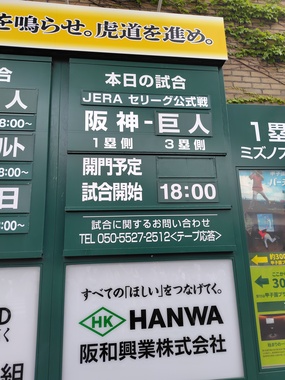 を鳴らせ。虎道を進め。
合
人
8:00~
ルト
8:00~
日
組
本日の試合
JERA セリーグ公式戦
阪神-巨人
1塁側 3塁側
開門予定
試合開始 18:00
試合に関するお問い合わせ
TEL 050-5527-2512<テープ応答>
すべての「ほしい」をつなげてく。
HK HANWA
阪和興業株式会社
1塁
ミズノフ